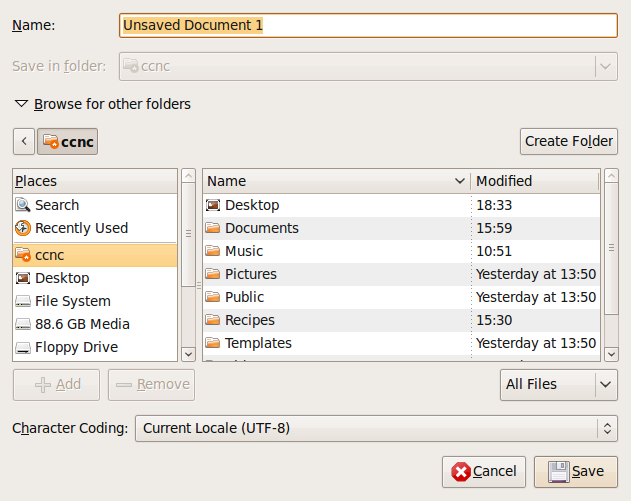 Name: Unsaved Document 1
Save in folder: ccnc
Browse for other folders
ccnc Create Folder
Places Name Modified
Search Desktop 18:33
Recently Used Documents 15:59
ccnc Music 10:51
Desktop Pictures Yesterday at 13:50
File System Public Yesterday at 13:50
88.6 GB Media Recipes 15:30
Floppy Drive Templates Yesterday at 13:50
Add Remove All Files
Character Coding: Current Locale (UTF-8)
Cancel Save